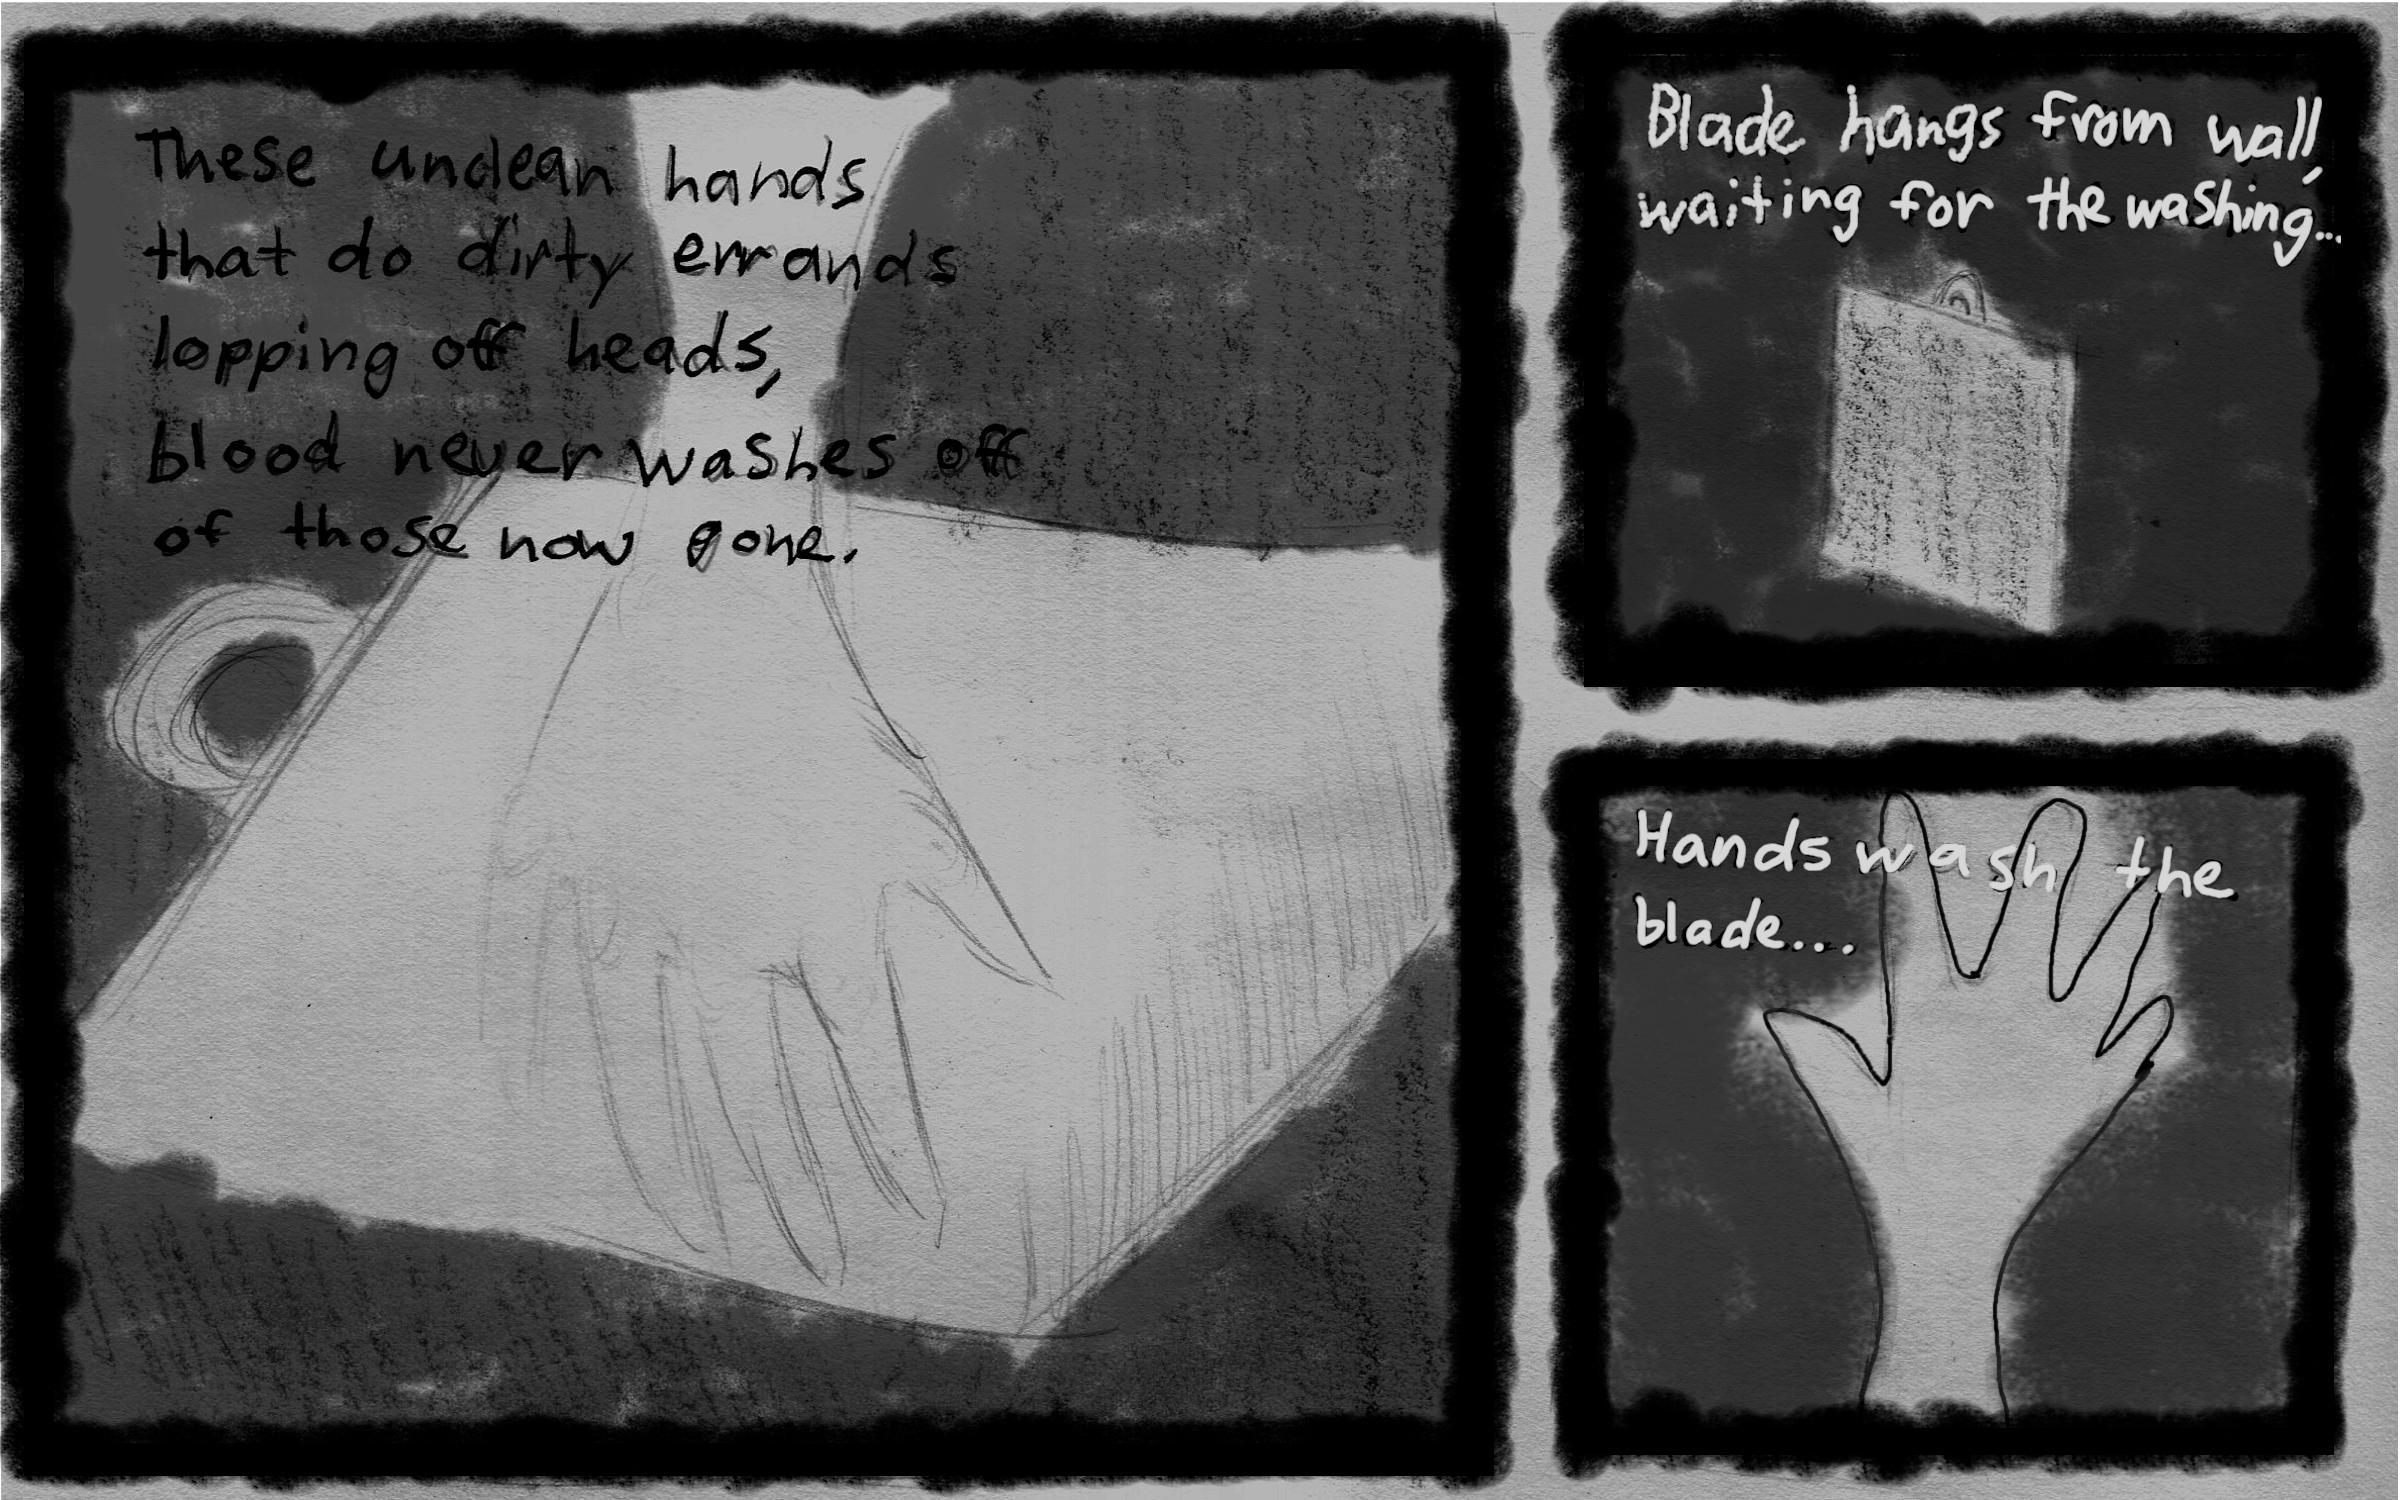 These unclean hands
that do dirty errands
lopping off heads,
blood never washes off
of those now gone.
Blade hangs from wall,
waiting for the washing...
Hands wash the
blade....